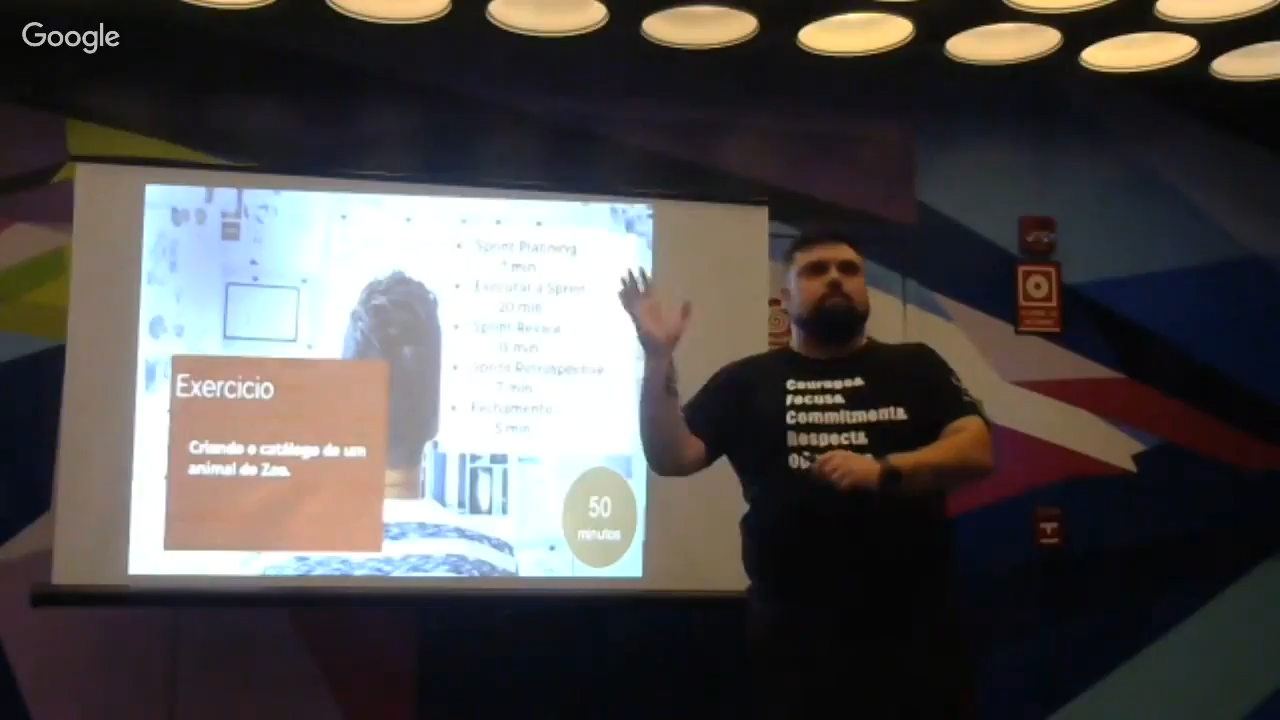 Google
Sprint Planning
7 min
Executar a Sprint
20 min
Sprint Review
min
Sprint Retrospective
7 min
Fechamento
5 min
Exercicio
Criando o catálogo de um
animal do Zoo.
50
minutos
Courage&
Focus&
Commitment&
Respect&